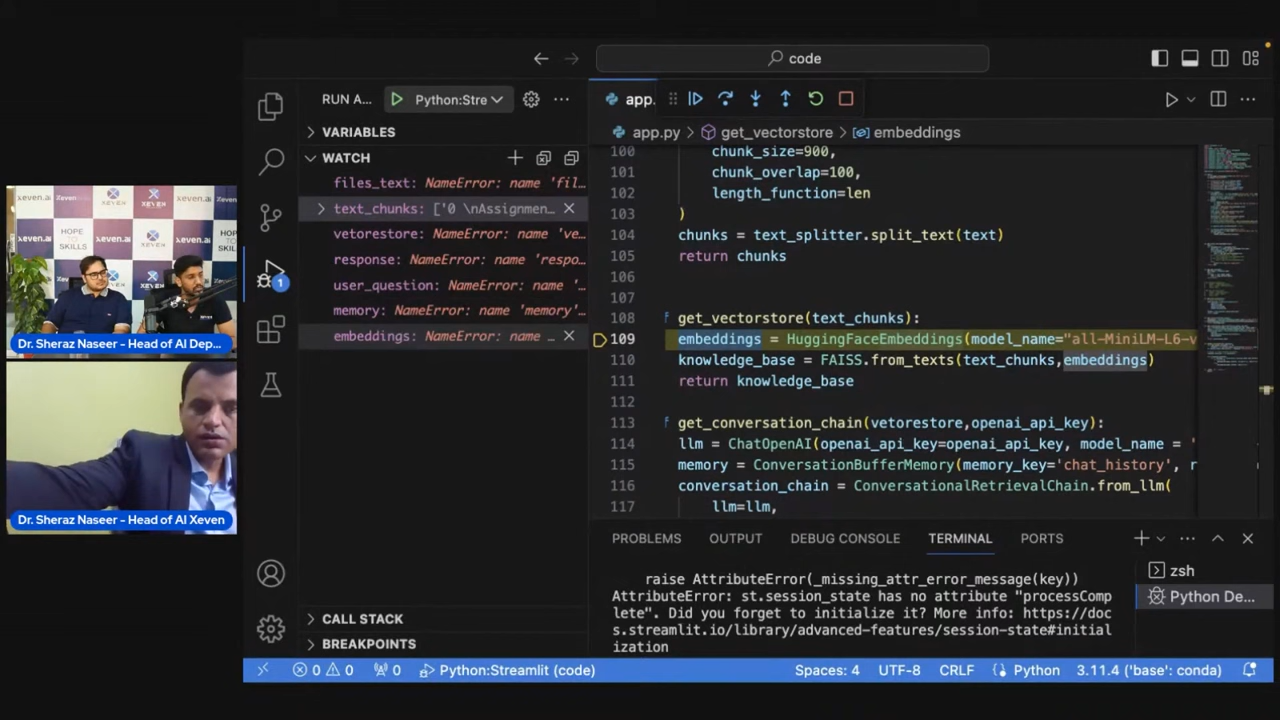 code
RUN A...
Python:Stre
app.
VARIABLES
app.py > get_vectorstore > embeddings
WATCH
files_text: NameError: name 'fil...
text_chunks: ['0 \nAssignmen...
vetorestore: NameError: name 've...
response: NameError: name 'respo...
user_question: NameError: name '...
memory: NameError: name 'memory'...
embeddings: NameError: name ...
1
100 chunk_size=900,
101 chunk_overlap=100,
102 length_function=len
103 )
104 chunks = text_splitter.split_text(text)
105 return chunks
106
107
108 get_vectorstore(text_chunks):
109 embeddings = HuggingFaceEmbeddings(model_name="all-MiniLM-L6-v
110 knowledge_base = FAISS.from_texts(text_chunks,embeddings)
111 return knowledge_base
112
113 get_conversation_chain(vetorestore,openai_api_key):
114 llm = ChatOpenAI(openai_api_key=openai_api_key, model_name = '
115 memory = ConversationBufferMemory(memory_key='chat_history', r
116 conversation_chain = ConversationalRetrievalChain.from_llm(
117 llm=llm,
PROBLEMS OUTPUT DEBUG CONSOLE TERMINAL PORTS
raise AttributeError(_missing_attr_error_message(key))
AttributeError: st.session_state has no attribute "processComp
lete". Did you forget to initialize it? More info: https://doc
s.streamlit.io/library/advanced-features/session-state#initial
ization
zsh
Python De...
CALL STACK
BREAKPOINTS
0 0 0 Python:Streamlit (code) Spaces: 4 UTF-8 CRLF Python 3.11.4 ('base': conda)
xeven.ai
XEVEN
xeven.ai
HOPE TO SKILLS
Dr. Sheraz Naseer - Head of AI Dep...
Dr. Sheraz Naseer - Head of AI Xeven